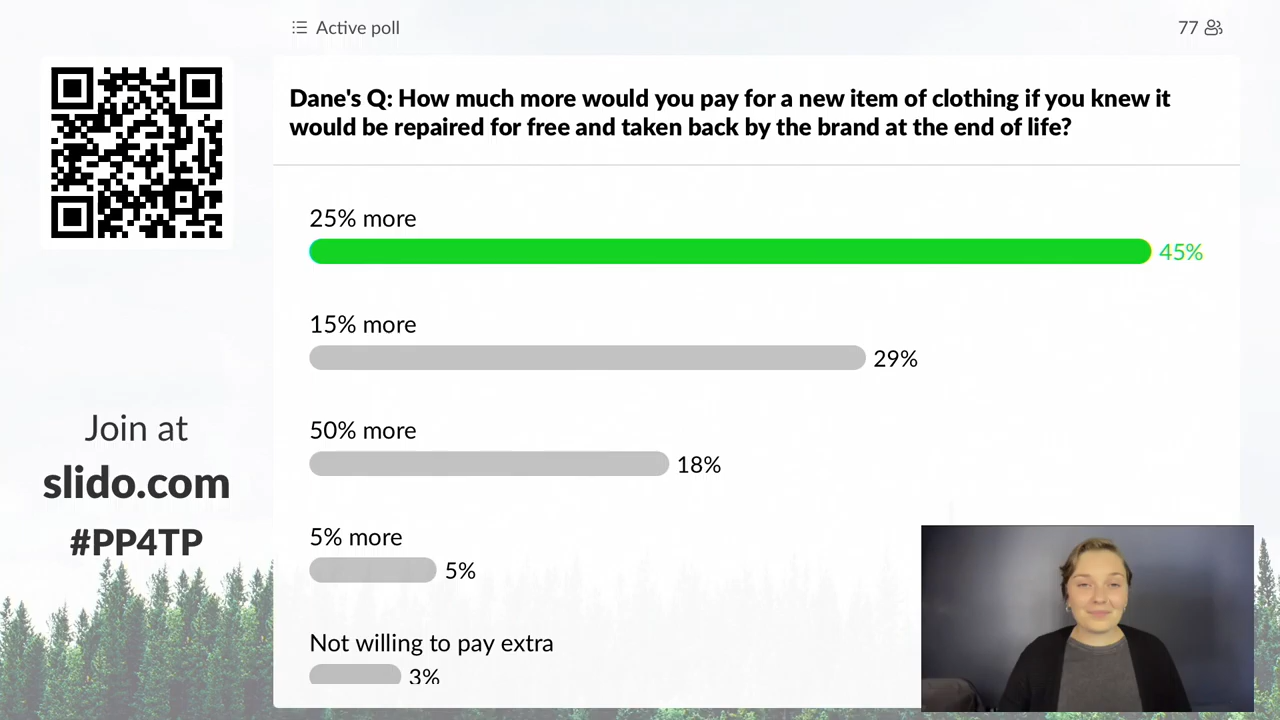 Active poll
77
Dane's Q: How much more would you pay for a new item of clothing if you knew it
would be repaired for free and taken back by the brand at the end of life?
25% more
45%
15% more
29%
50% more
18%
5% more
5%
Not willing to pay extra
3%
Join at
slido.com
#PP4TP